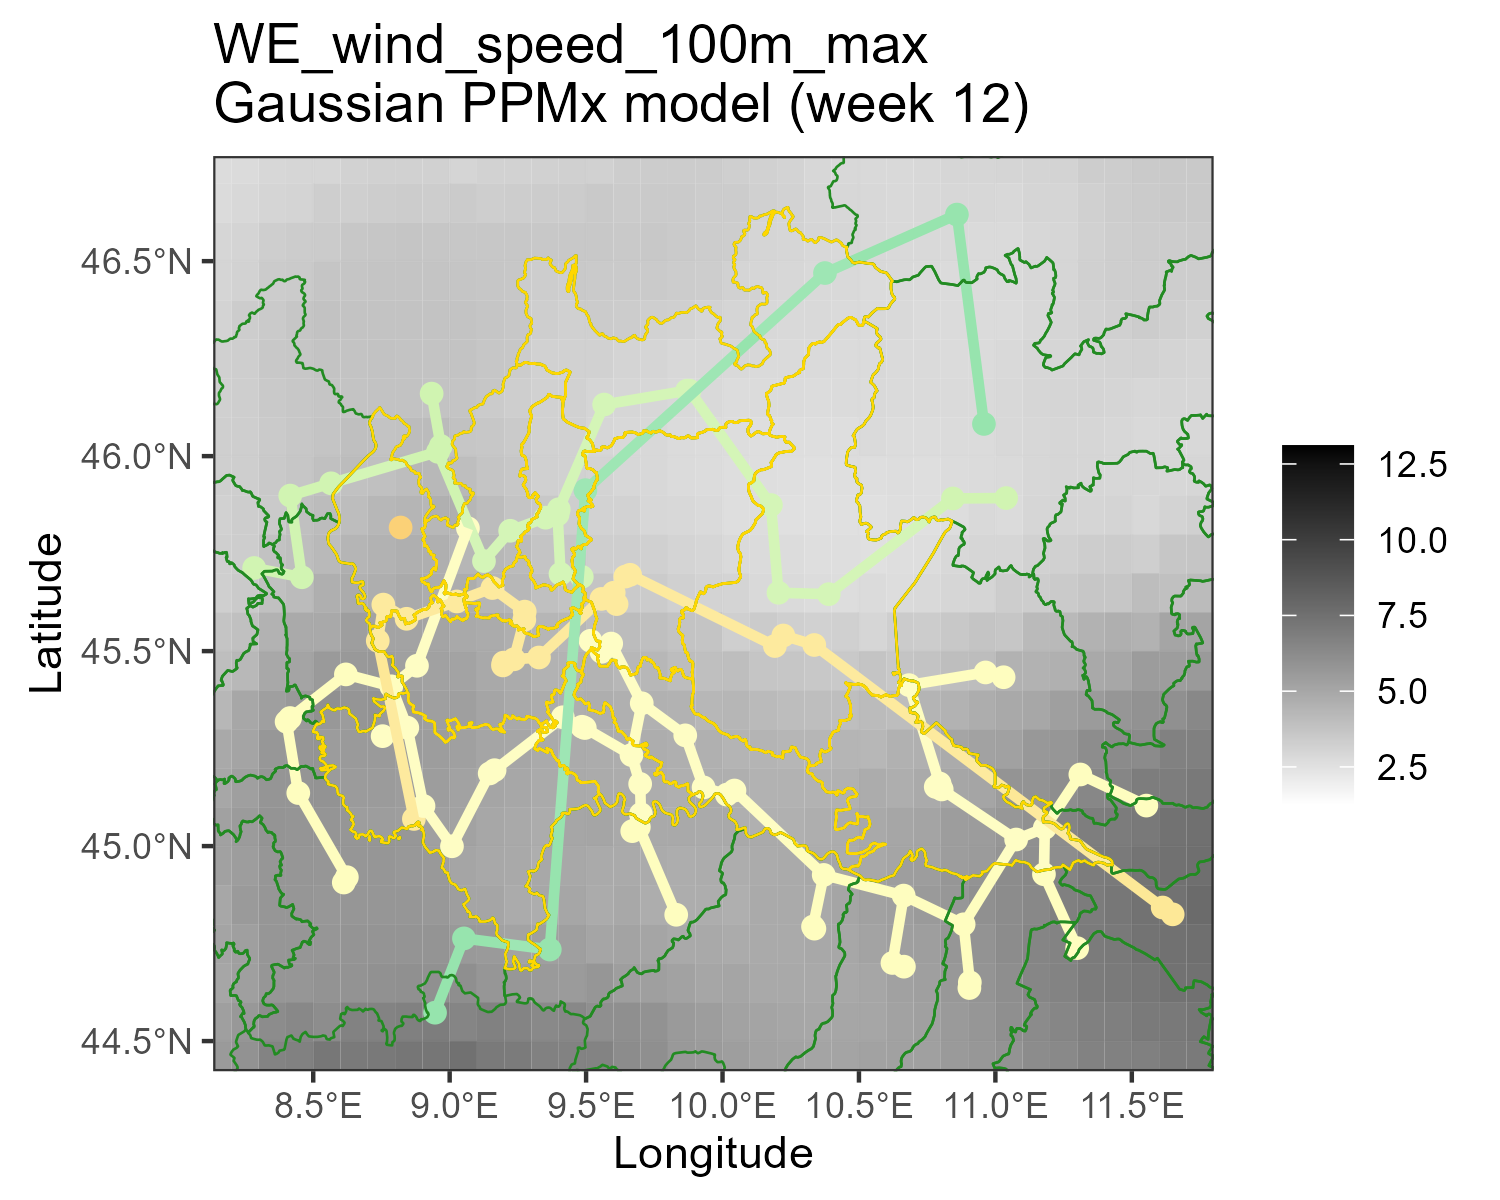 WE_wind_speed_100m_max
Gaussian PPMx model (week 12)
46.5°N
46.0°N
45.5°N
45.0°N
44.5°N
Latitude
8.5°E
9.0°E
9.5°E
10.0°E
10.5°E
11.0°E
11.5°E
Longitude
12.5
10.0
7.5
5.0
2.5